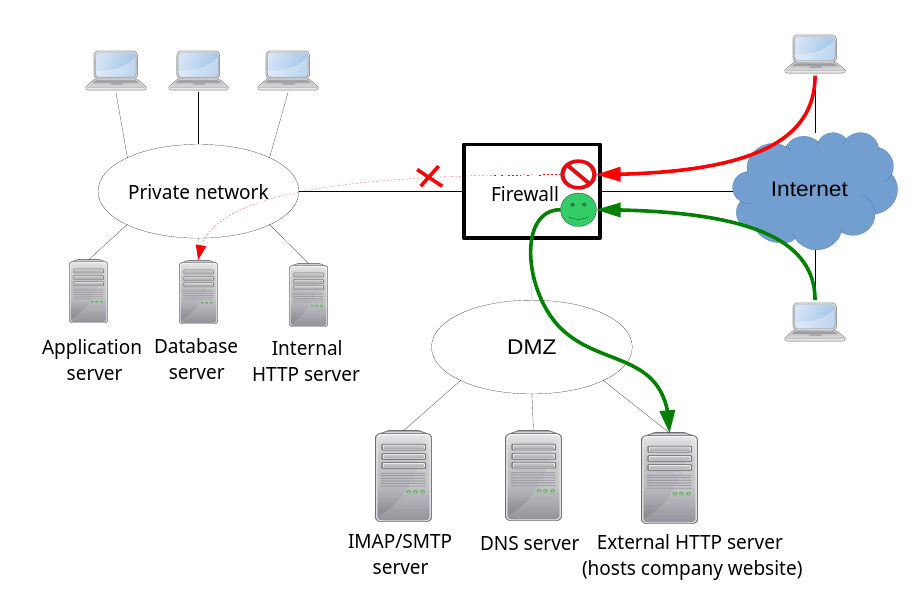 Private network
Firewall
Internet
Application
server
Database
server
Internal
HTTP server
DMZ
IMAP/SMTP
server
DNS server
External HTTP server
(hosts company website)